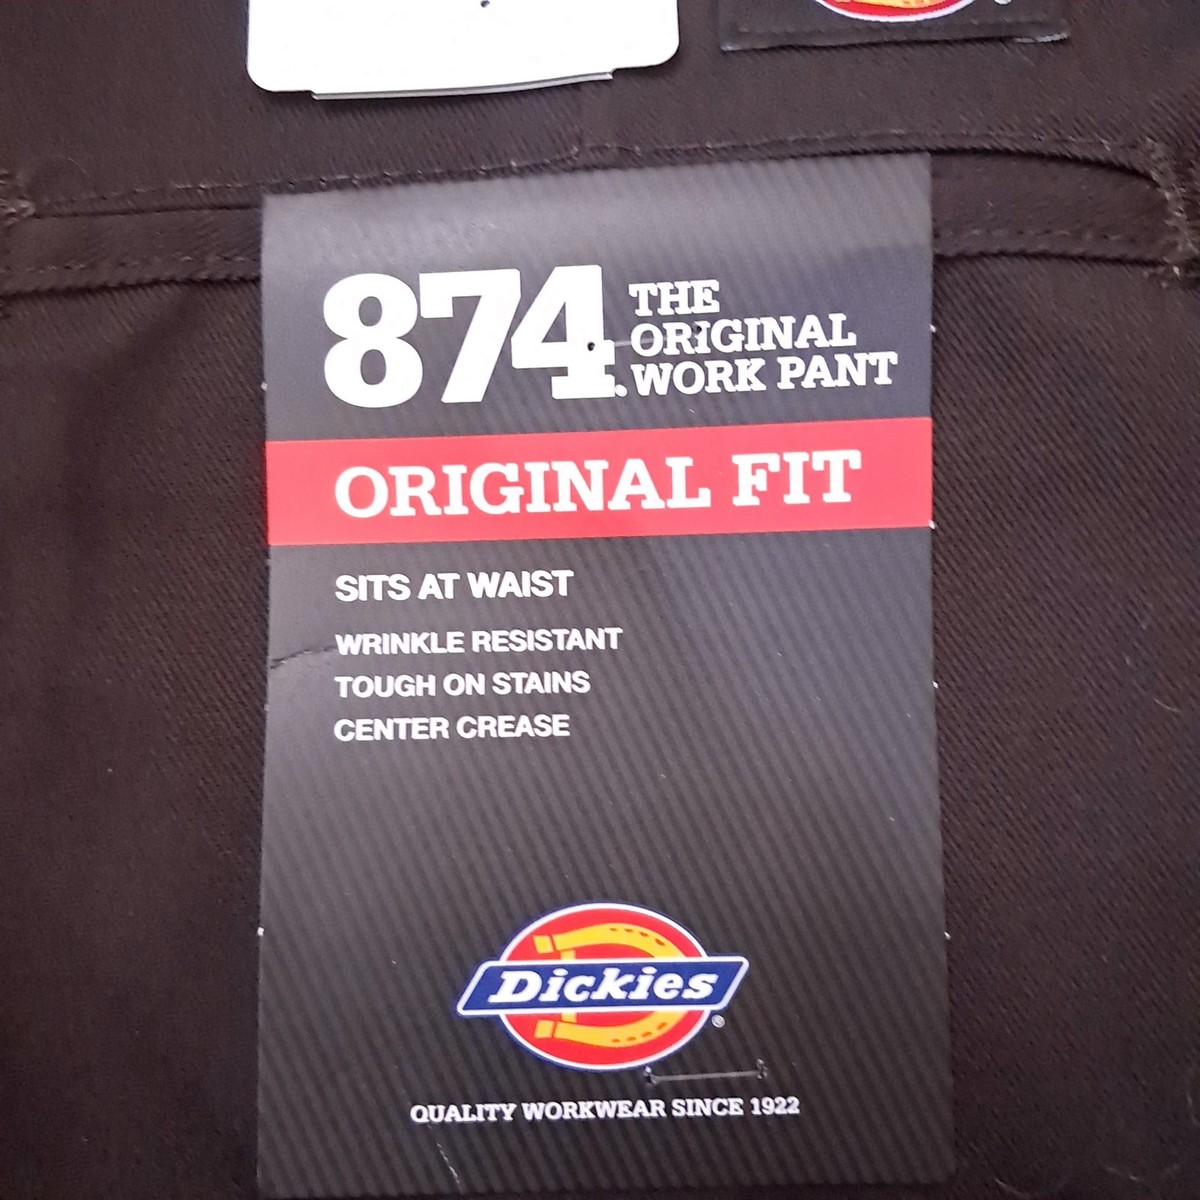 874
THE
ORIGINAL
WORK PANT
ORIGINAL FIT
SITS AT WAIST
WRINKLE RESISTANT
TOUGH ON STAINS
CENTER CREASE
Dickies
®
QUALITY WORKWEAR SINCE 1922